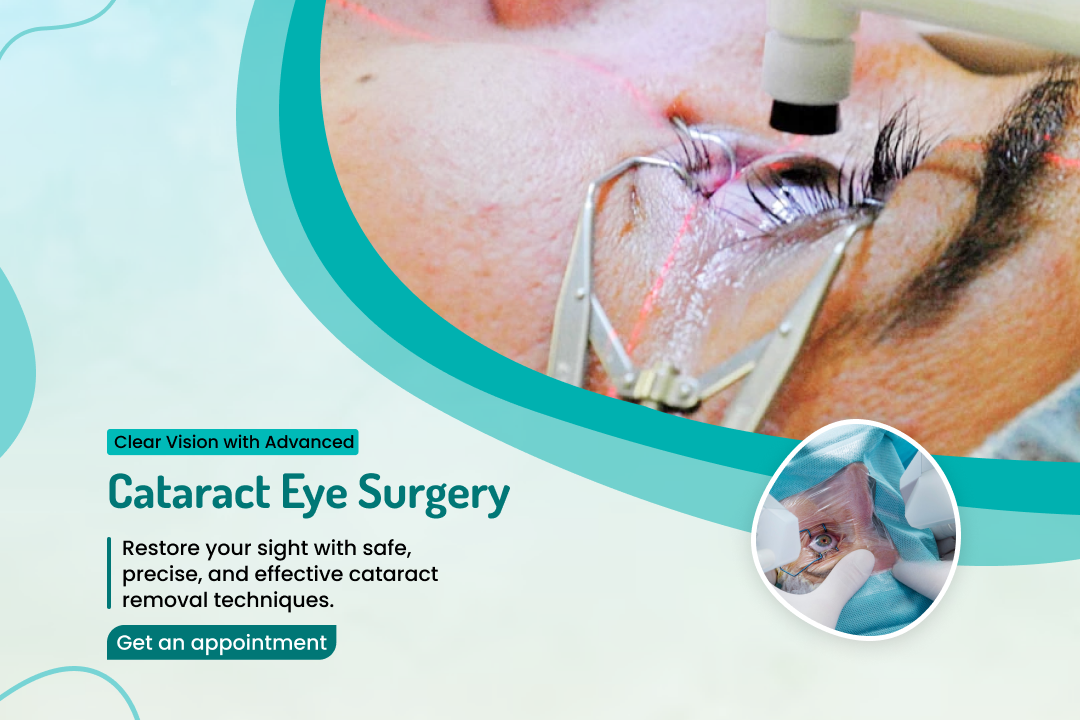 Clear Vision with Advanced
Cataract Eye Surgery
Restore your sight with safe,
precise, and effective cataract
removal techniques.
Get an appointment